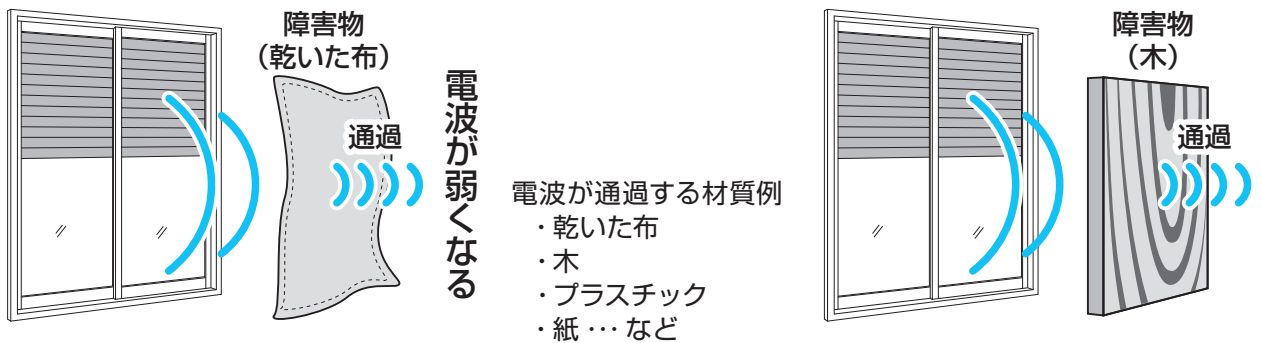 障害物
（乾いた布）
通過
電波が弱くなる
電波が通過する材質例
・乾いた布
・木
・プラスチック
・紙 ･･･ など
障害物
（木）
通過